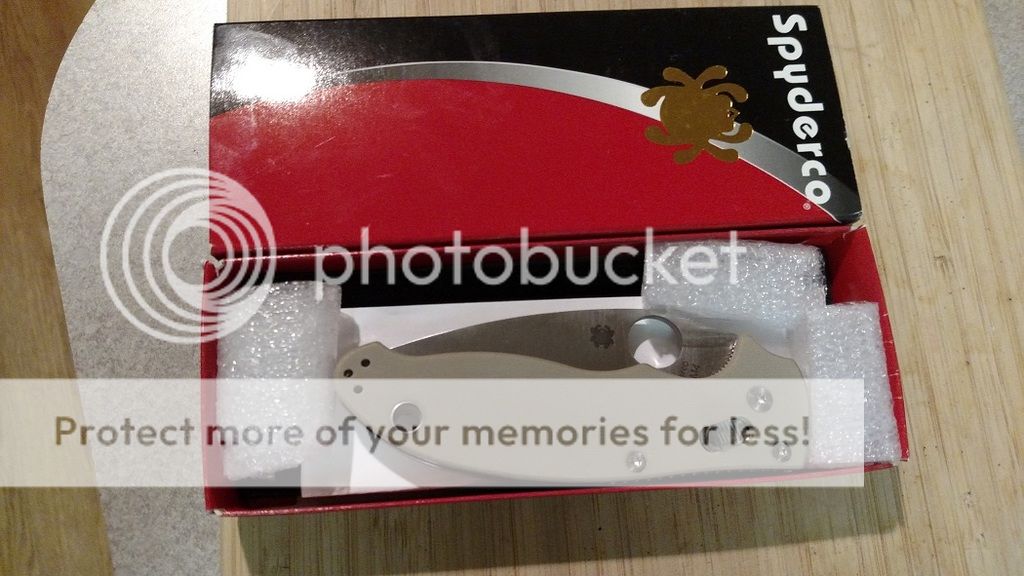 Spyderco®
photobucket
Protect more of your memories for less!